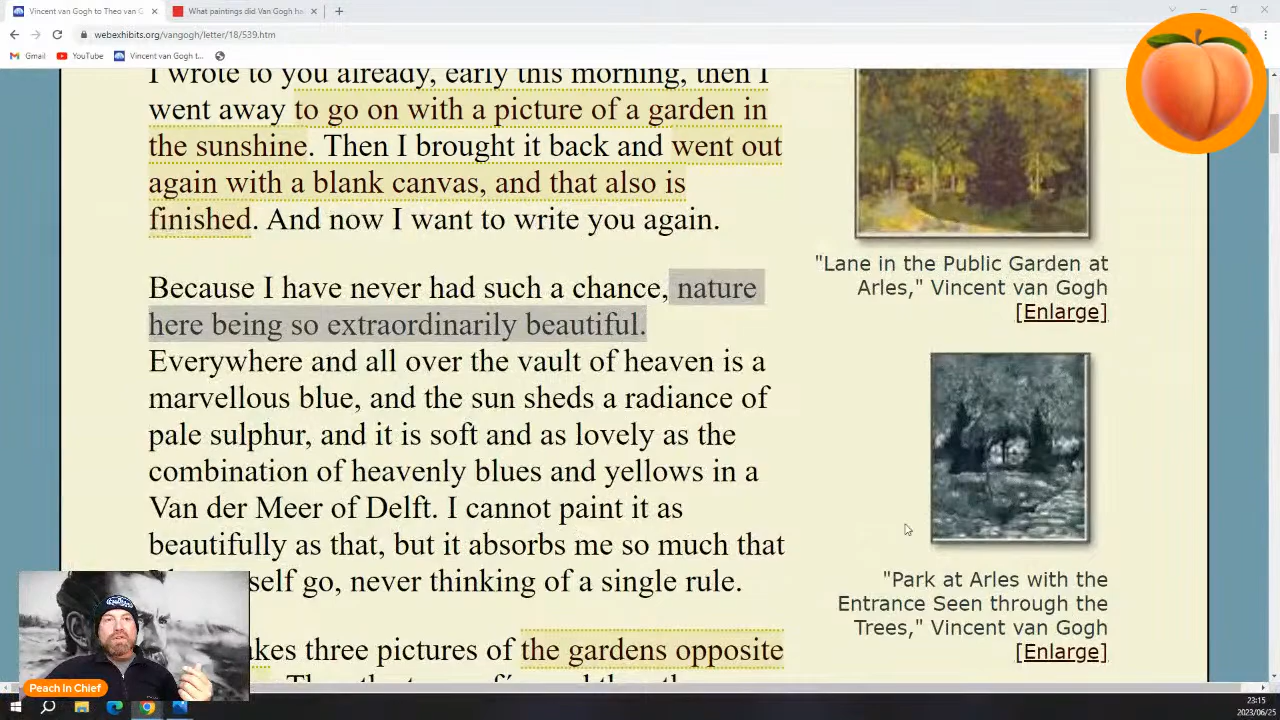 Vincent van Gogh to Theo van G
What paintings did Van Gogh ha
webexhibits.org/vangogh/letter/18/539.htm
Gmail
YouTube
Vincent van Gogh t...
I wrote to you already, early this morning, then I
went away to go on with a picture of a garden in
the sunshine. Then I brought it back and went out
again with a blank canvas, and that also is
finished. And now I want to write you again.
Because I have never had such a chance, nature
here being so extraordinarily beautiful.
Everywhere and all over the vault of heaven is a
marvellous blue, and the sun sheds a radiance of
pale sulphur, and it is soft and as lovely as the
combination of heavenly blues and yellows in a
Van der Meer of Delft. I cannot paint it as
beautifully as that, but it absorbs me so much that
self go, never thinking of a single rule.
kes three pictures of the gardens opposite
"Lane in the Public Garden at
Arles," Vincent van Gogh
[Enlarge]
"Park at Arles with the
Entrance Seen through the
Trees," Vincent van Gogh
[Enlarge]
Peach In Chief
23:15
2023/06/25